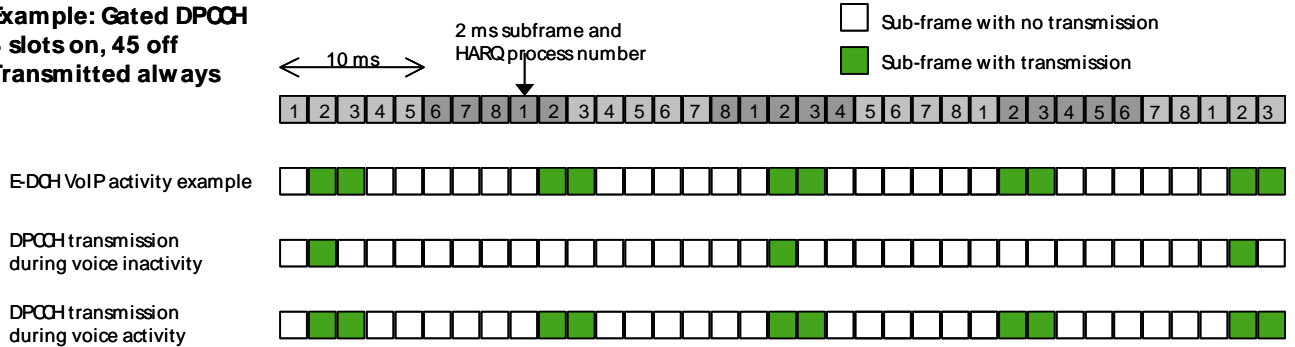 Example: Gated DPCCH
slots on, 45 off
Transmitted always
10 ms
2 ms subframe and
HARQ process number
Sub-frame with no transmission
Sub-frame with transmission
1 2 3 4 5 6 7 8 1 2 3 4 5 6 7 8 1 2 3 4 5 6 7 8 1 2 3 4 5 6 7 8 1 2 3
E-DCH VoIP activity example
DPCCH transmission
during voice inactivity
DPCCH transmission
during voice activity